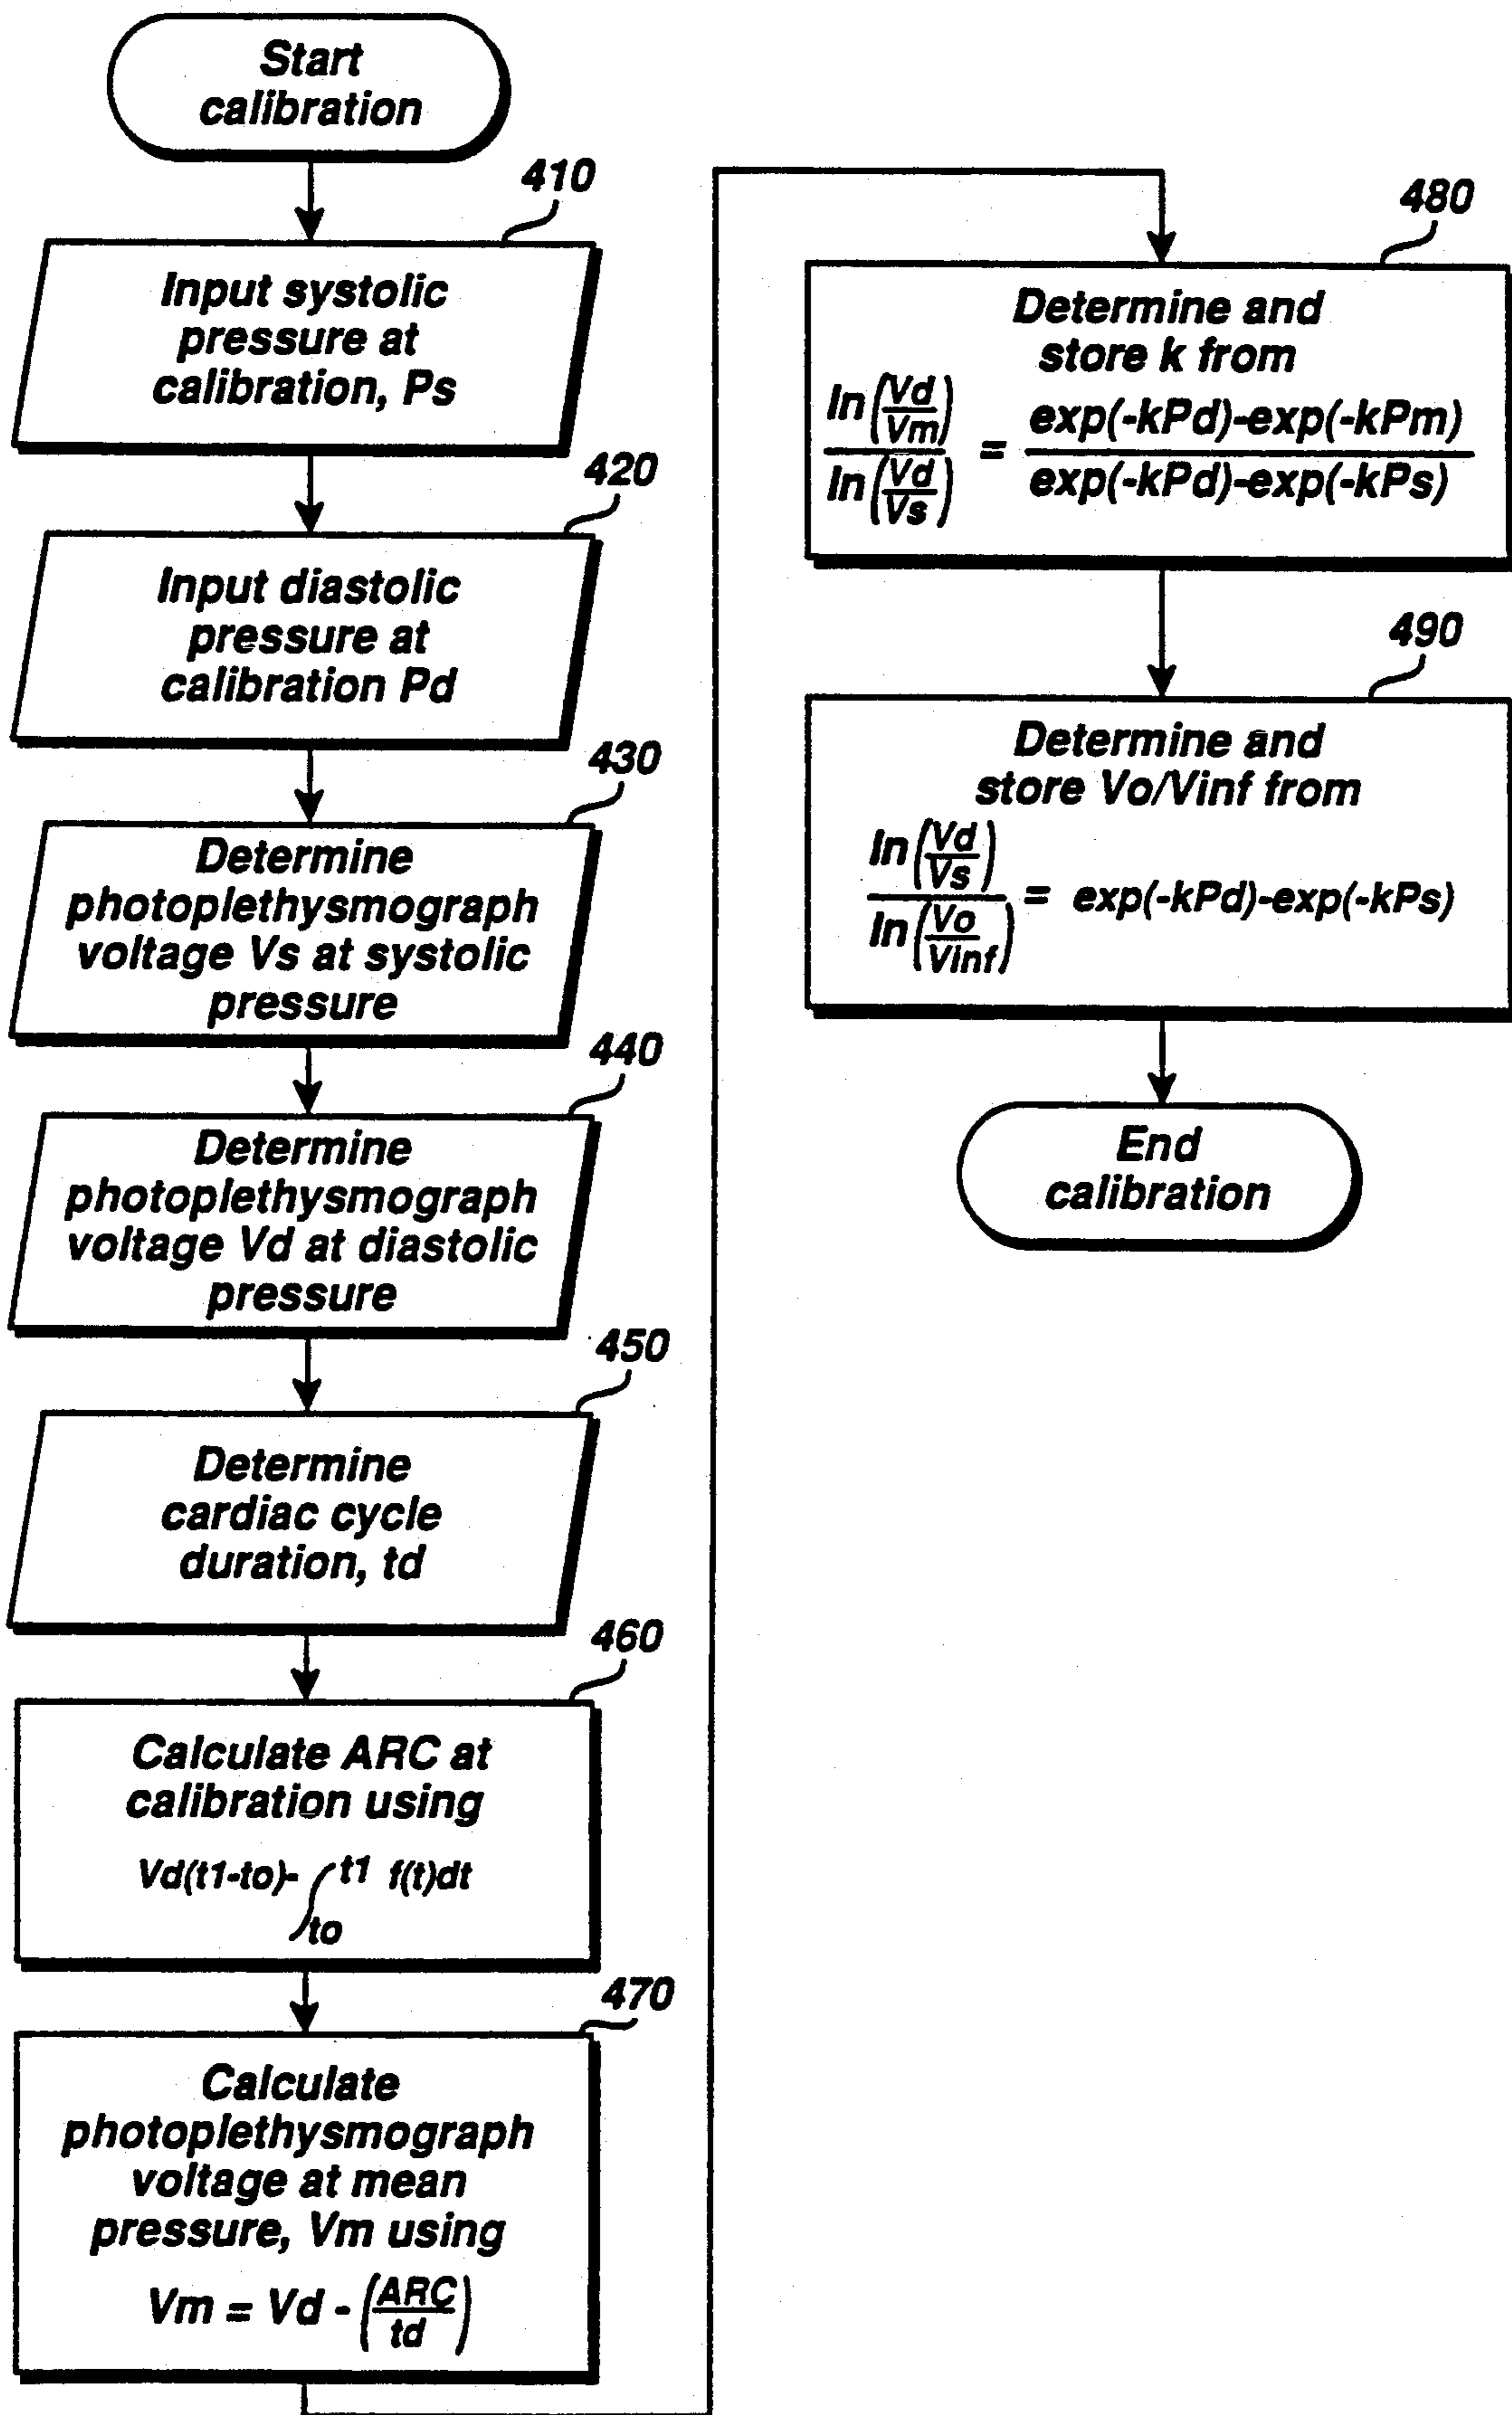 Start
calibration
410
Input systolic
pressure at
calibration, Ps
420
Input diastolic
pressure at
calibration Pd
430
Determine
photoplethysmograph
voltage Vs at systolic
pressure
440
Determine
photoplethysmograph
voltage Vd at diastolic
pressure
450
Determine
cardiac cycle
duration, td
460
Calculate ARC at
calibration using
Vd(t1-to)-∫t1 f(t)dt
to
470
Calculate
photoplethysmograph
voltage at mean
pressure, Vm using
Vm = Vd - (ARC/td)
480
Determine and
store k from
ln(Vd/Vm)/ln(Vd/Vs) = exp(-kPd)-exp(-kPm)/exp(-kPd)-exp(-kPs)
490
Determine and
store Vo/Vinf from
ln(Vd/Vs)/ln(Vo/Vinf) = exp(-kPd)-exp(-kPs)
End
calibration